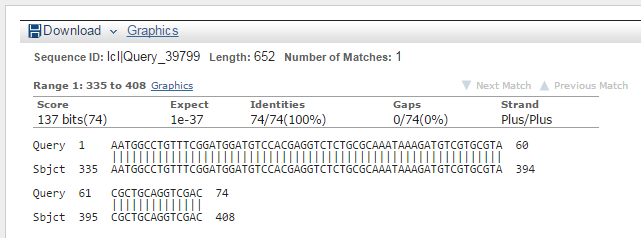 Download Graphics
Sequence ID: lcl|Query_39799 Length: 652 Number of Matches: 1
Range 1: 335 to 408 Graphics Next Match Previous Match
Score Expect Identities Gaps Strand
137 bits(74) 1e-37 74/74(100%) 0/74(0%) Plus/Plus
Query 1 AATGGCCTGTTTCGGATGGATGTCCACGAGGTCTCTGCGCAAATAAAGATGTCGTGCGTA 60
Sbjct 335 AATGGCCTGTTTCGGATGGATGTCCACGAGGTCTCTGCGCAAATAAAGATGTCGTGCGTA 394
Query 61 CGCTGCAGGTCGAC 74
Sbjct 395 CGCTGCAGGTCGAC 408